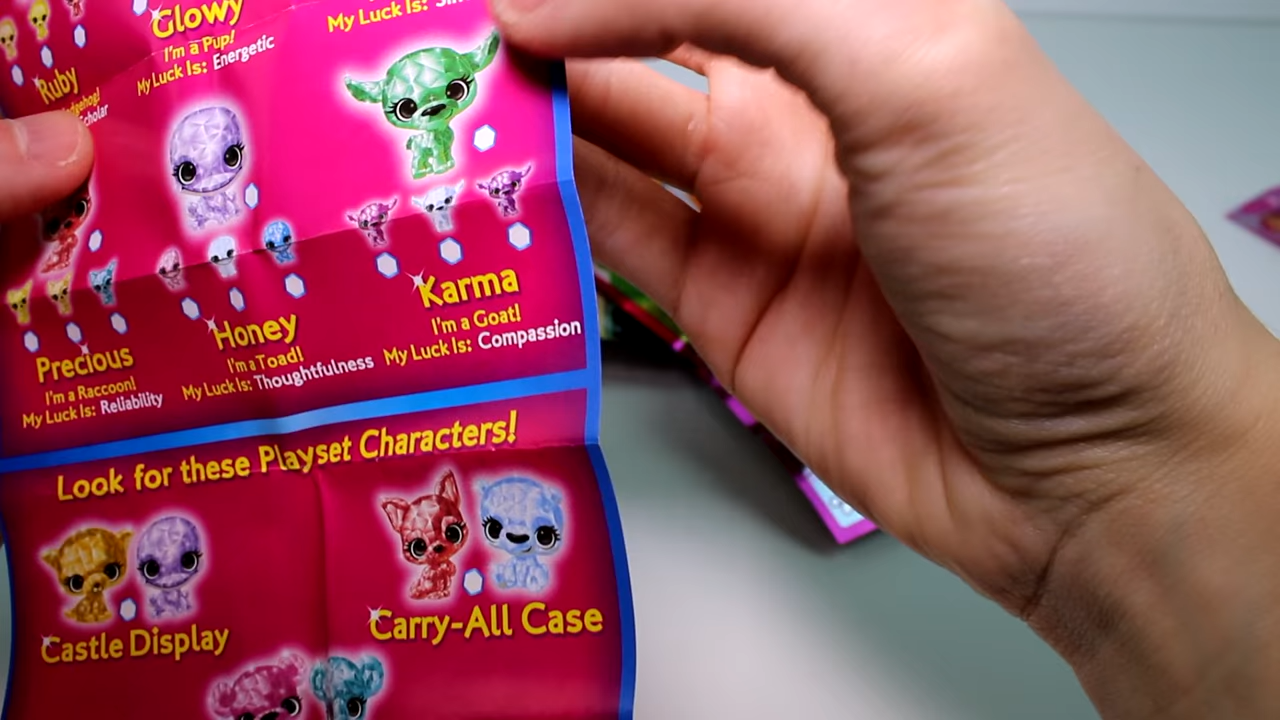 Glowy
I'm a Pup!
My Luck Is: Energetic
My Luck Is:
Ruby
Karma
I'm a Goat!
My Luck Is: Compassion
Honey
I'm a Toad!
My Luck Is: Thoughtfulness
Precious
I'm a Raccoon!
My Luck Is: Reliability
Look for these Playset Characters!
Castle Display
Carry-All Case